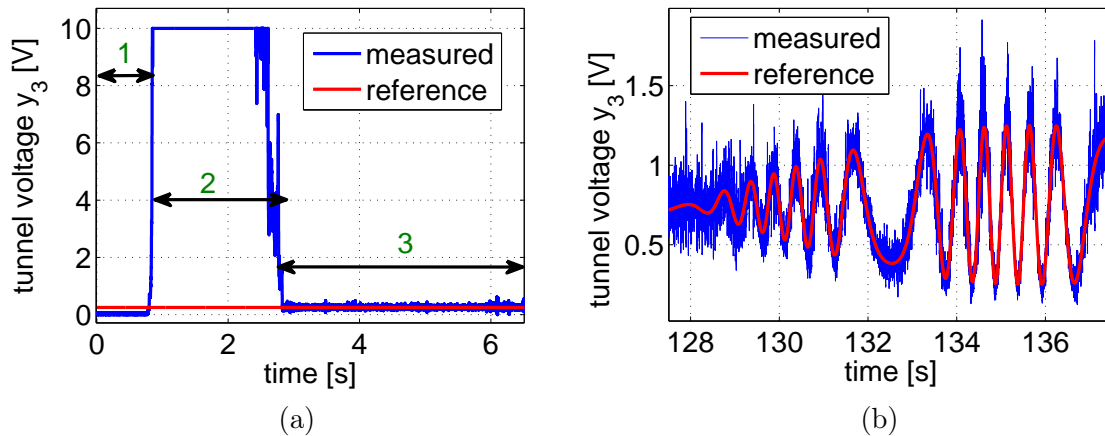 10
8
6
4
2
0
tunnel voltage y3 [V]
1
2
3
measured
reference
0
2
4
6
time [s]
(a)
1.5
1
0.5
tunnel voltage y3 [V]
measured
reference
128
130
132
134
136
time [s]
(b)